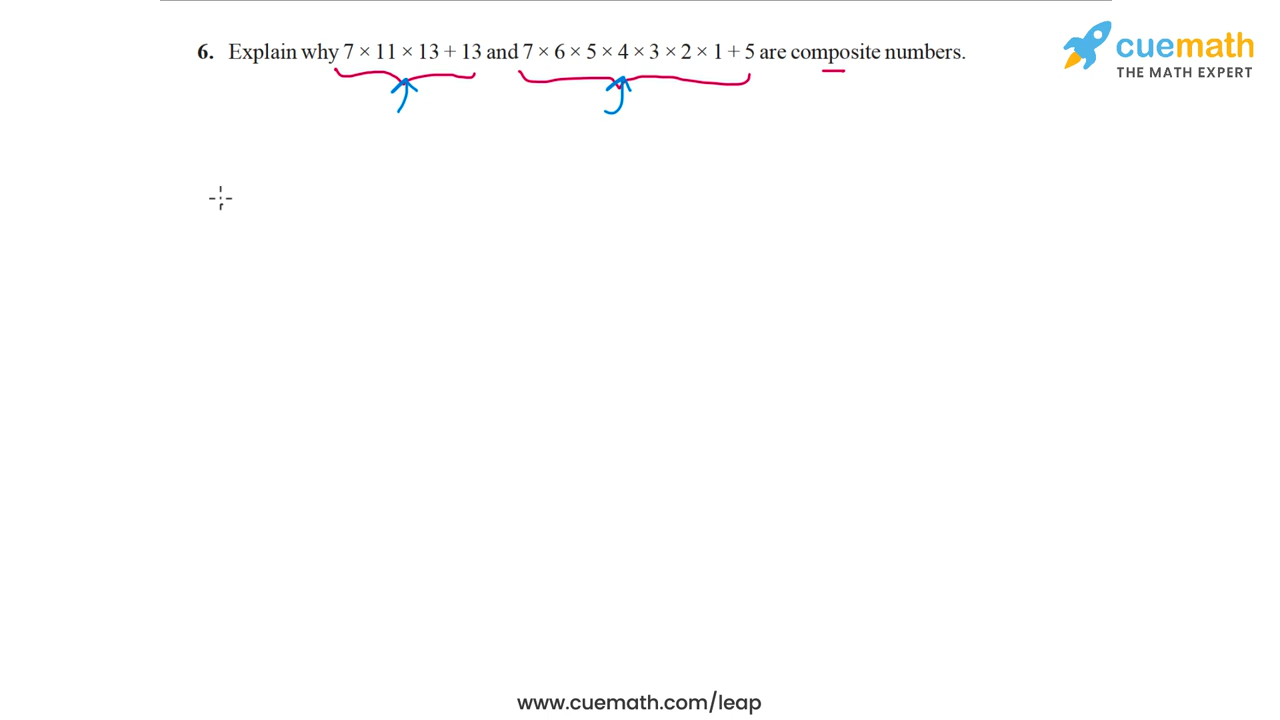 6. Explain why 7 × 11 × 13 + 13 and 7 × 6 × 5 × 4 × 3 × 2 × 1 + 5 are composite numbers.
cuemath
THE MATH EXPERT
www.cuemath.com/leap